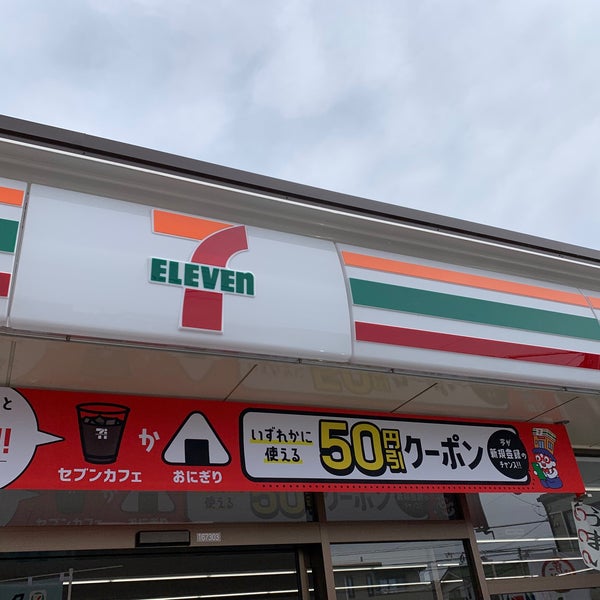 7
ELEVEn
と
!!
7
セブンカフェ
か
おにぎり
いずれかに
使える
50円引クーポン
今が
新規登録の
チャンス!!
167303